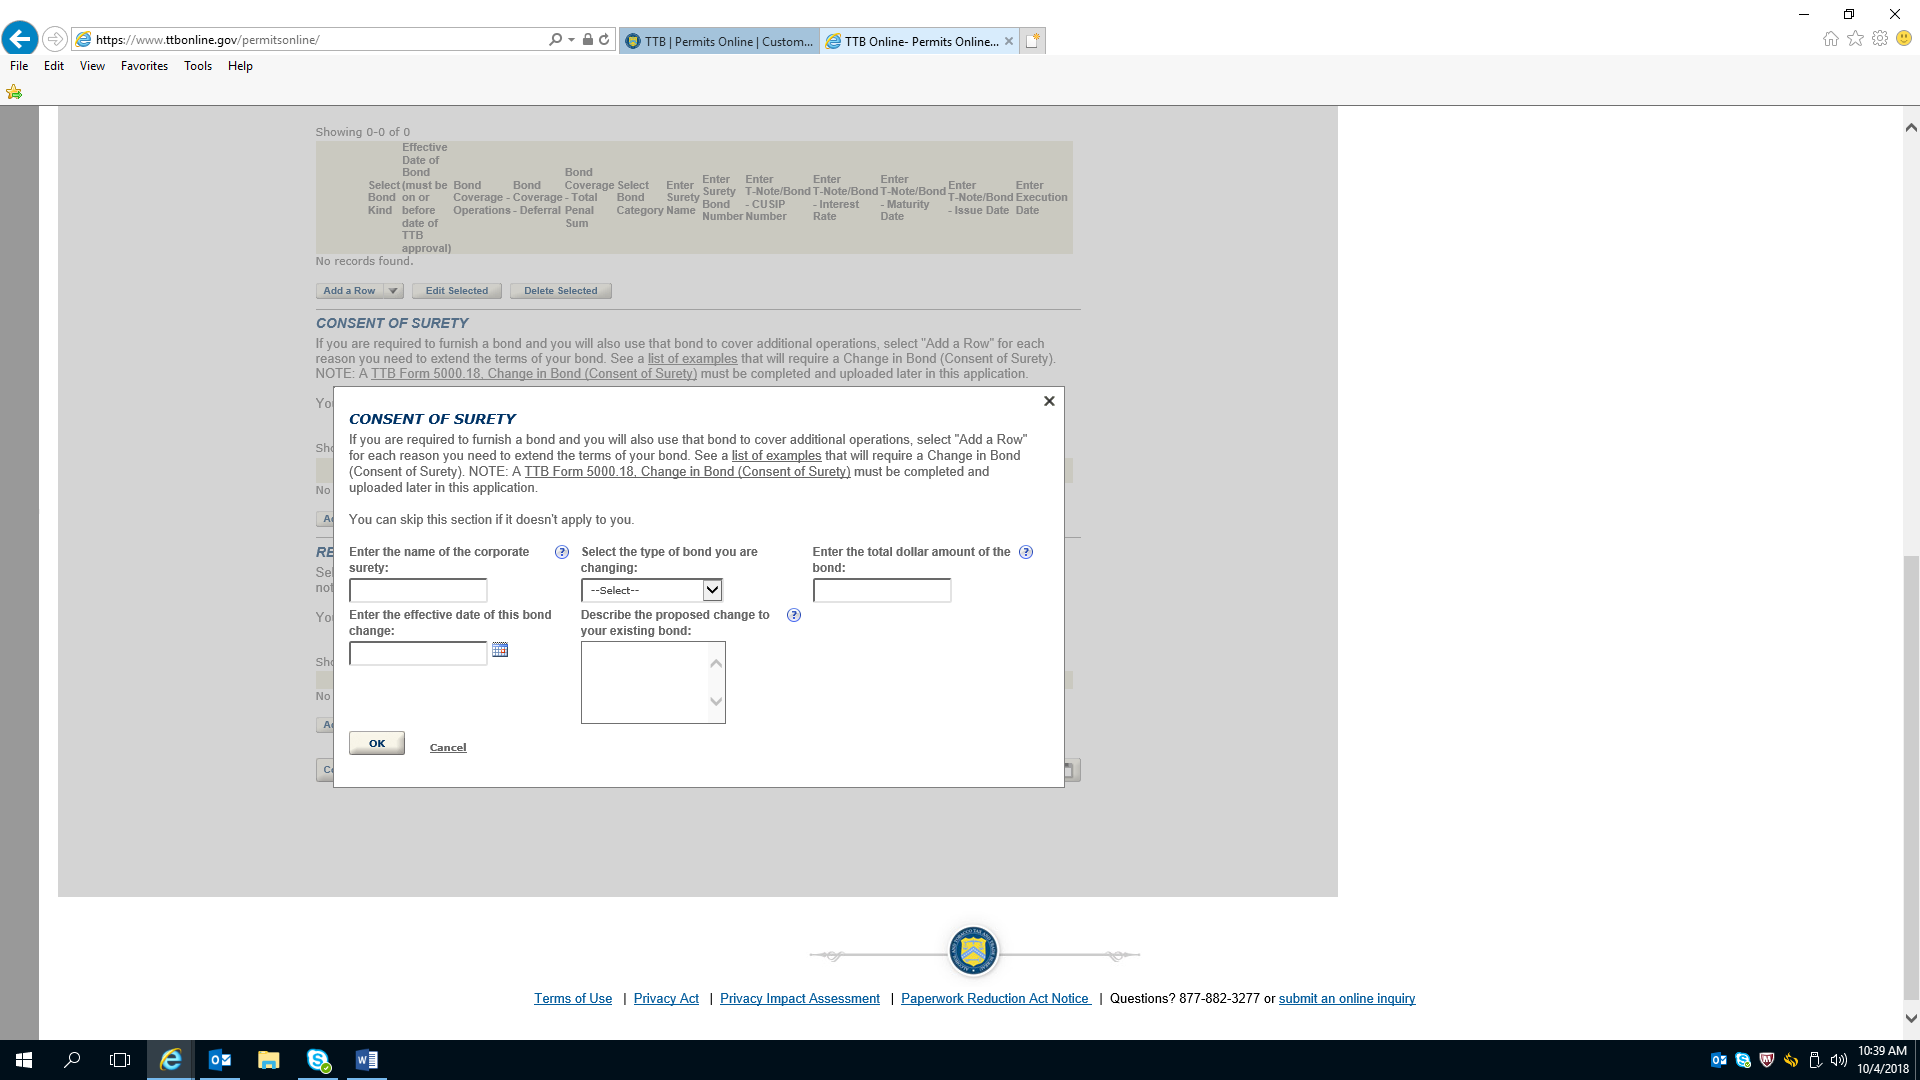 https://www.ttbonline.gov/permitsonline/
TTB | Permits Online | Custom...
TTB Online- Permits Online...
File Edit View Favorites Tools Help
Showing 0-0 of 0
Select Bond Kind
Effective Date of Bond (must be on or before date of TTB approval)
Bond Coverage - Operations
Bond Coverage - Deferral
Bond Coverage - Total Penal Sum
Select Bond Category
Enter Surety Name
Enter Surety Bond Number
Enter T-Note/Bond - CUSIP Number
Enter T-Note/Bond - Interest Rate
Enter T-Note/Bond - Maturity Date
Enter T-Note/Bond - Issue Date
Enter Execution Date
No records found.
Add a Row Edit Selected Delete Selected
CONSENT OF SURETY
If you are required to furnish a bond and you will also use that bond to cover additional operations, select "Add a Row" for each
reason you need to extend the terms of your bond. See a list of examples that will require a Change in Bond (Consent of Surety).
NOTE: A TTB Form 5000.18, Change in Bond (Consent of Surety) must be completed and uploaded later in this application.
CONSENT OF SURETY
If you are required to furnish a bond and you will also use that bond to cover additional operations, select "Add a Row"
for each reason you need to extend the terms of your bond. See a list of examples that will require a Change in Bond
(Consent of Surety). NOTE: A TTB Form 5000.18, Change in Bond (Consent of Surety) must be completed and
uploaded later in this application.
You can skip this section if it doesn't apply to you.
Enter the name of the corporate surety:
Select the type of bond you are changing:
--Select--
Enter the total dollar amount of the bond:
Enter the effective date of this bond change:
Describe the proposed change to your existing bond:
OK Cancel
Terms of Use | Privacy Act | Privacy Impact Assessment | Paperwork Reduction Act Notice | Questions? 877-882-3277 or submit an online inquiry
10:39 AM
10/4/2018